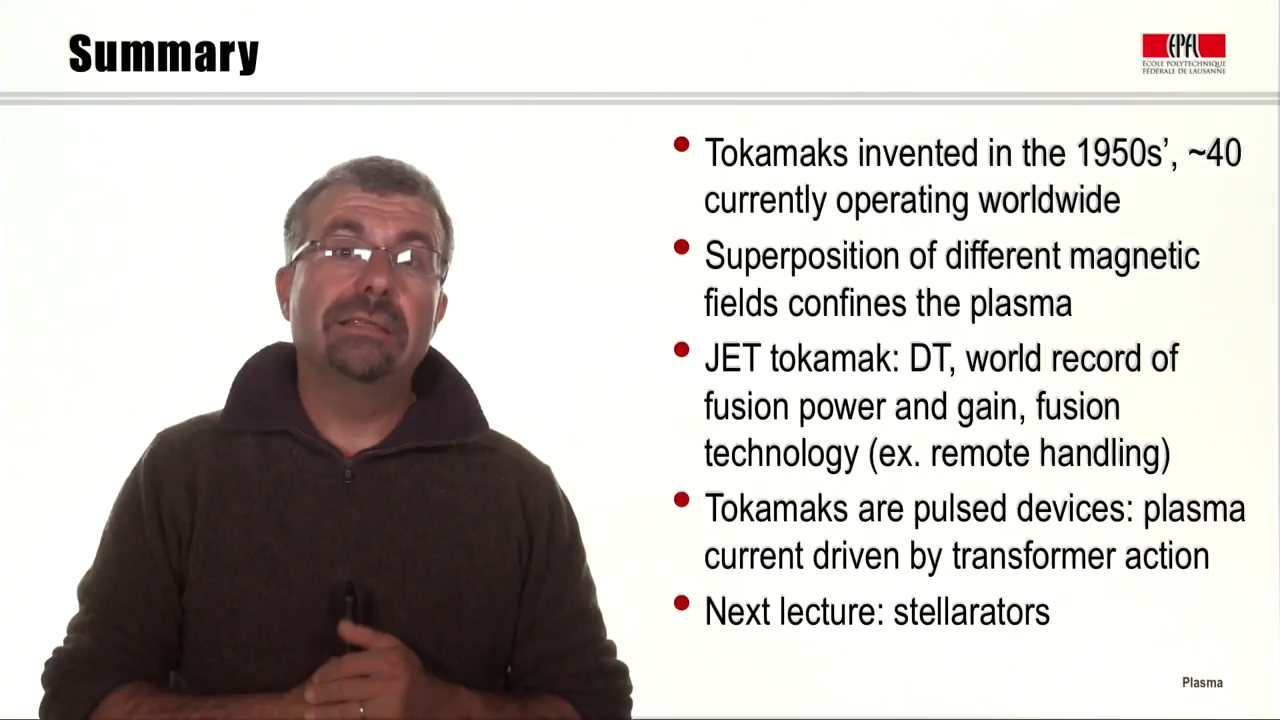 Summary
EPFL
ÉCOLE POLYTECHNIQUE
FÉDÉRALE DE LAUSANNE
• Tokamaks invented in the 1950s’, ~40
currently operating worldwide
• Superposition of different magnetic
fields confines the plasma
• JET tokamak: DT, world record of
fusion power and gain, fusion
technology (ex. remote handling)
• Tokamaks are pulsed devices: plasma
current driven by transformer action
• Next lecture: stellarators
Plasma